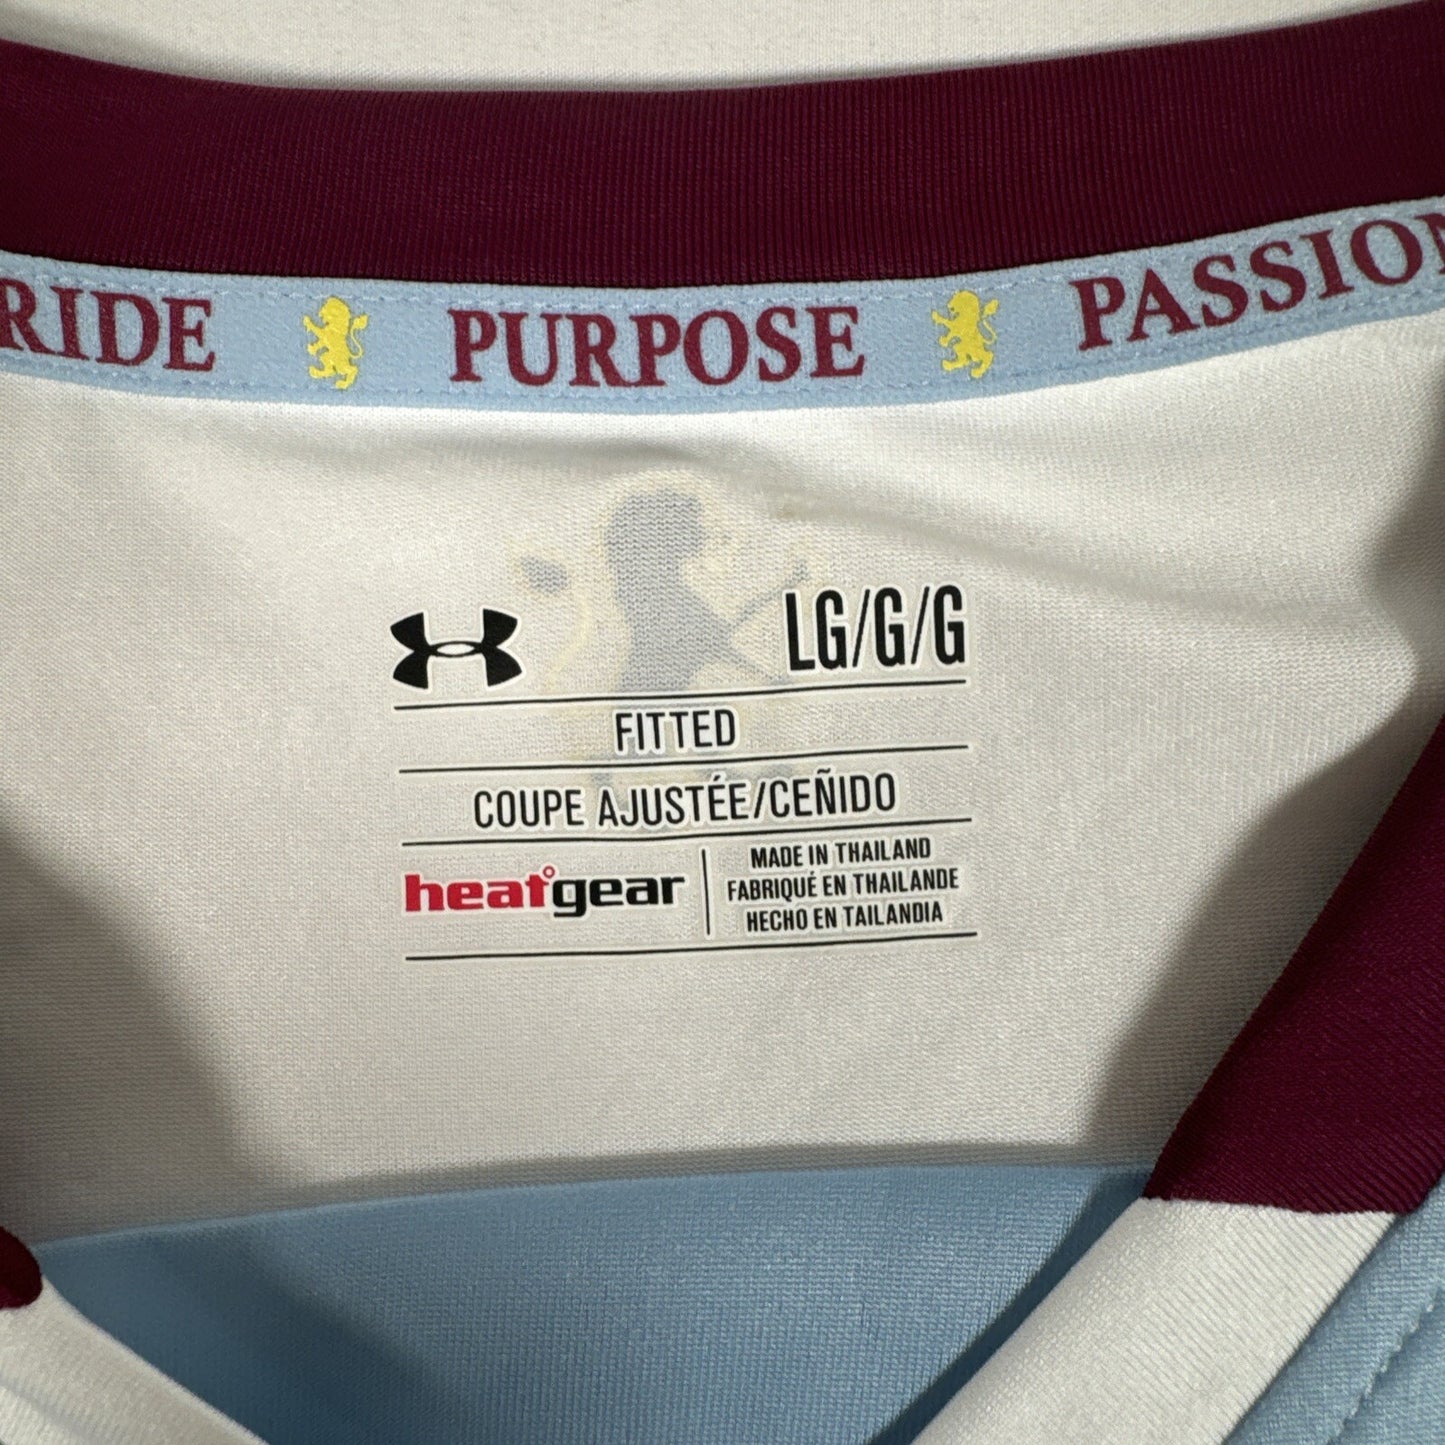 RIDE PURPOSE PASSION
LG/G/G
FITTED
COUPE AJUSTÉE/CEÑIDO
heatgear
MADE IN THAILAND
FABRIQUÉ EN THAILANDE
HECHO EN TAILANDIA